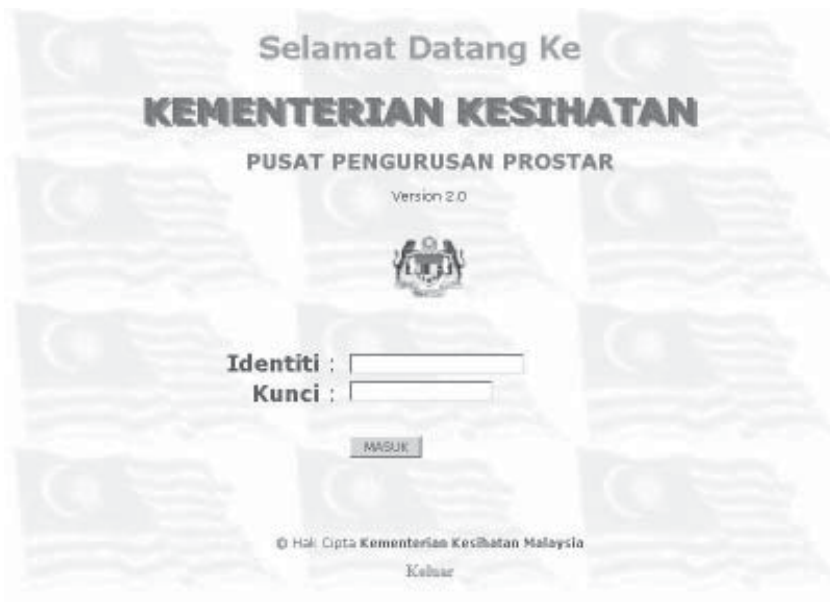 Selamat Datang Ke
KEMENTERIAN KESIHATAN
PUSAT PENGURUSAN PROSTAR
Version 2.0
Identiti :
Kunci :
MASUK
© Hak Cipta Kementerian Kesihatan Malaysia
Keluar